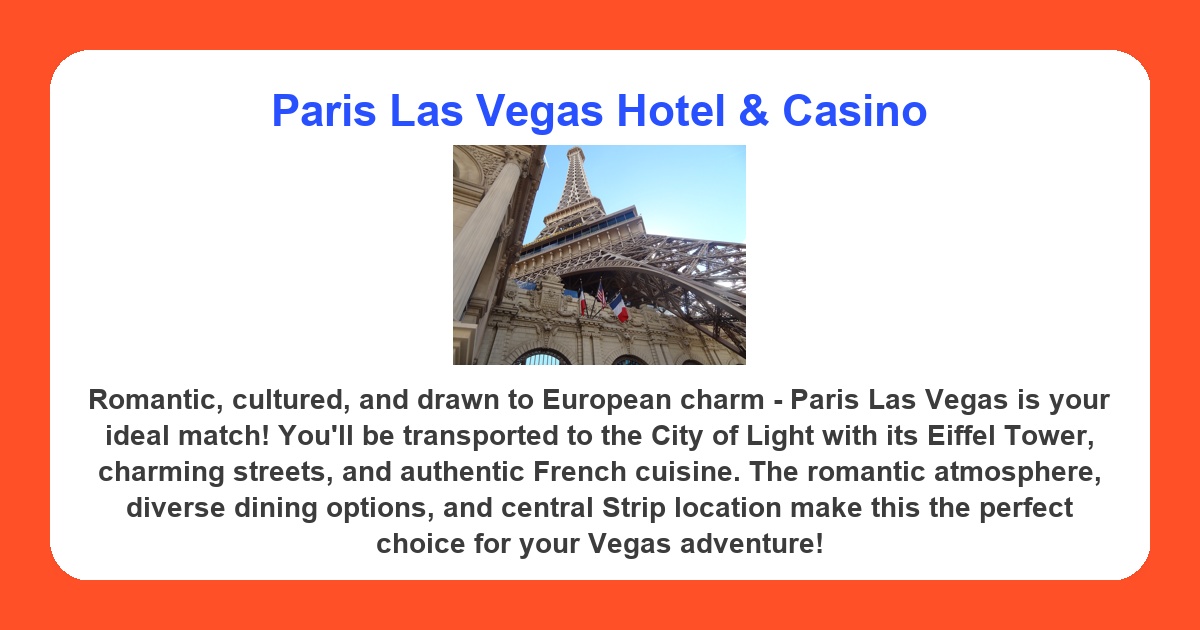 Paris Las Vegas Hotel & Casino
Romantic, cultured, and drawn to European charm - Paris Las Vegas is your
ideal match! You'll be transported to the City of Light with its Eiffel Tower,
charming streets, and authentic French cuisine. The romantic atmosphere,
diverse dining options, and central Strip location make this the perfect
choice for your Vegas adventure!